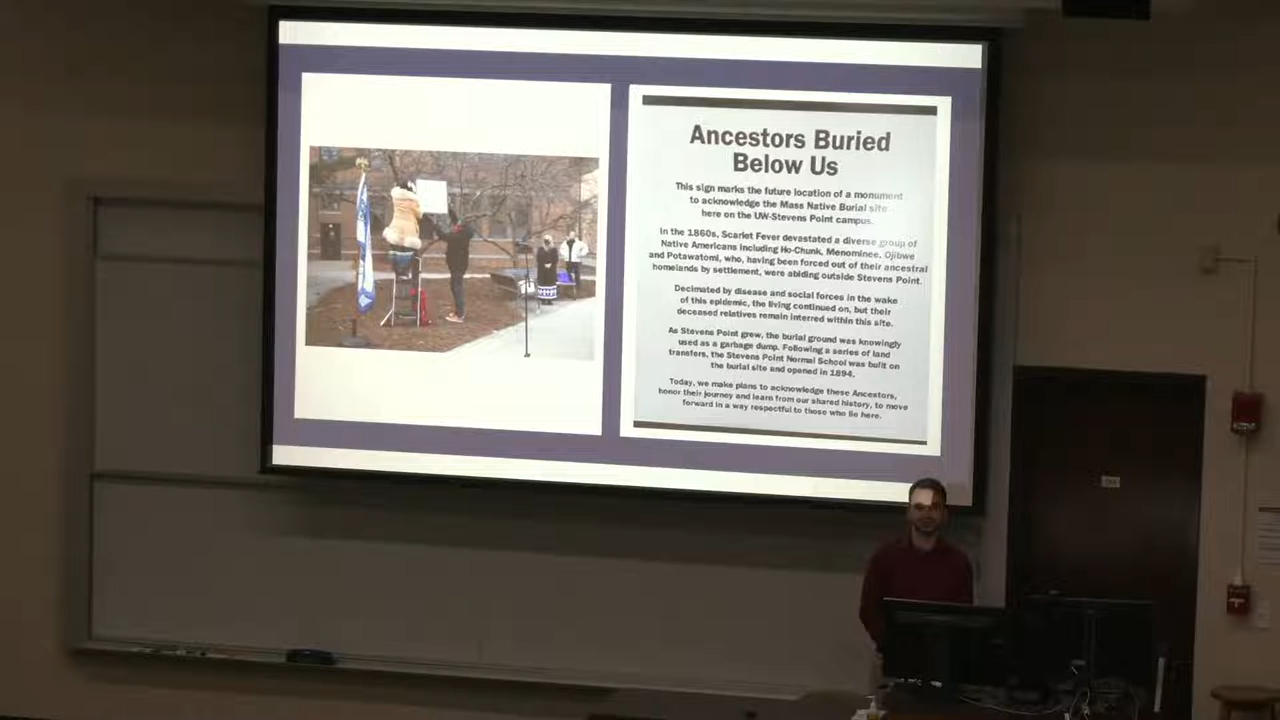 Ancestors Buried
Below Us
This sign marks the future location of a monument
to acknowledge the Mass Native Burial site
here on the UW-Stevens Point campus.
In the 1860s, Scarlet Fever devastated a diverse group of
Native Americans including Ho-Chunk, Menominee, Ojibwe
and Potawatomi, who, having been forced out of their ancestral
homelands by settlement, were abiding outside Stevens Point.
Decimated by disease and social forces in the wake
of this epidemic, the living continued on, but their
deceased relatives remain interred within this site.
As Stevens Point grew, the burial ground was knowingly
used as a garbage dump. Following a series of land
transfers, the Stevens Point Normal School was built on
the burial site and opened in 1894.
Today, we make plans to acknowledge these Ancestors,
honor their journey and learn from our shared history, to move
forward in a way respectful to those who lie here.